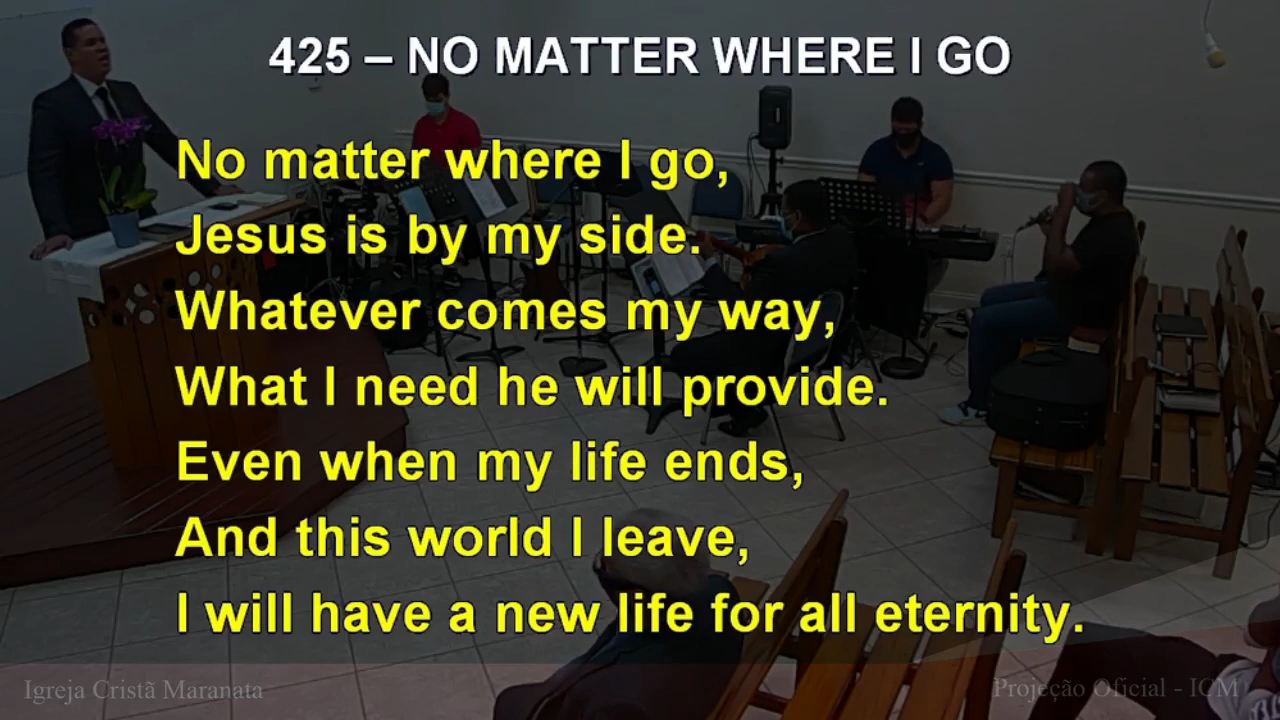 425 – NO MATTER WHERE I GO
No matter where I go,
Jesus is by my side.
Whatever comes my way,
What I need he will provide.
Even when my life ends,
And this world I leave,
I will have a new life for all eternity.
Igreja Cristã Maranata
Projeção Oficial - ICM